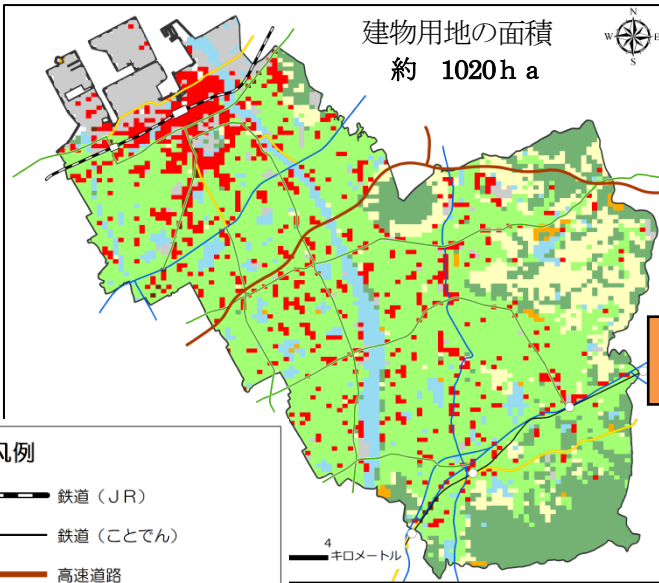 建物用地の面積
約 1020ha
N
W
E
S
凡例
鉄道(JR)
鉄道(ことでん)
高速道路
4
キロメートル